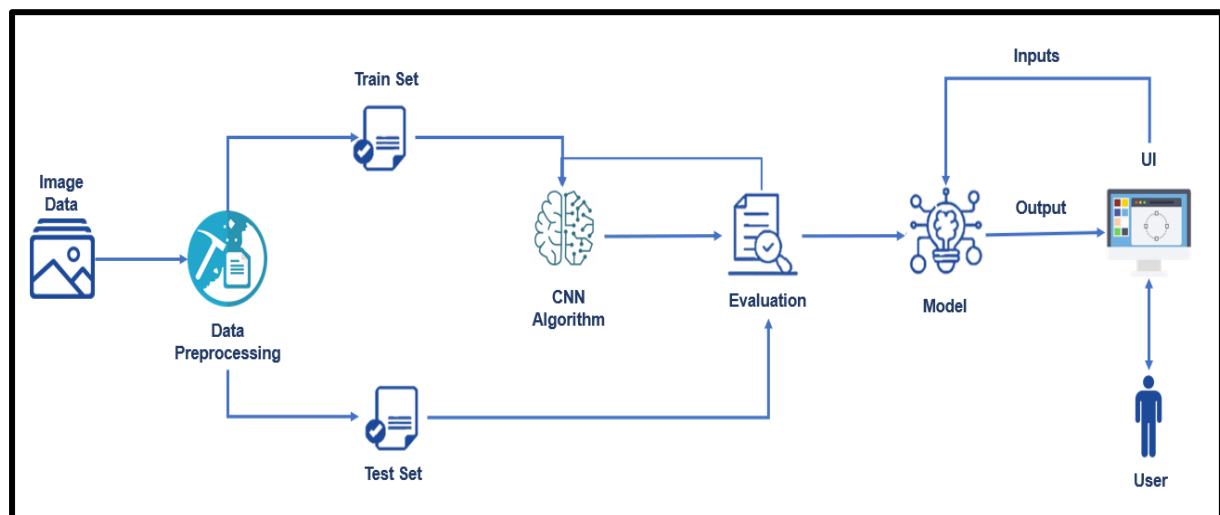 Image
Data
Data
Preprocessing
Train Set
Test Set
CNN
Algorithm
Evaluation
Model
Inputs
Output
UI
User